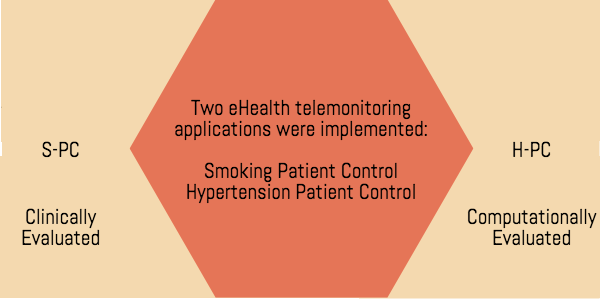 Two eHealth telemonitoring
applications were implemented:
Smoking Patient Control
Hypertension Patient Control
S-PC
Clinically
Evaluated
H-PC
Computationally
Evaluated